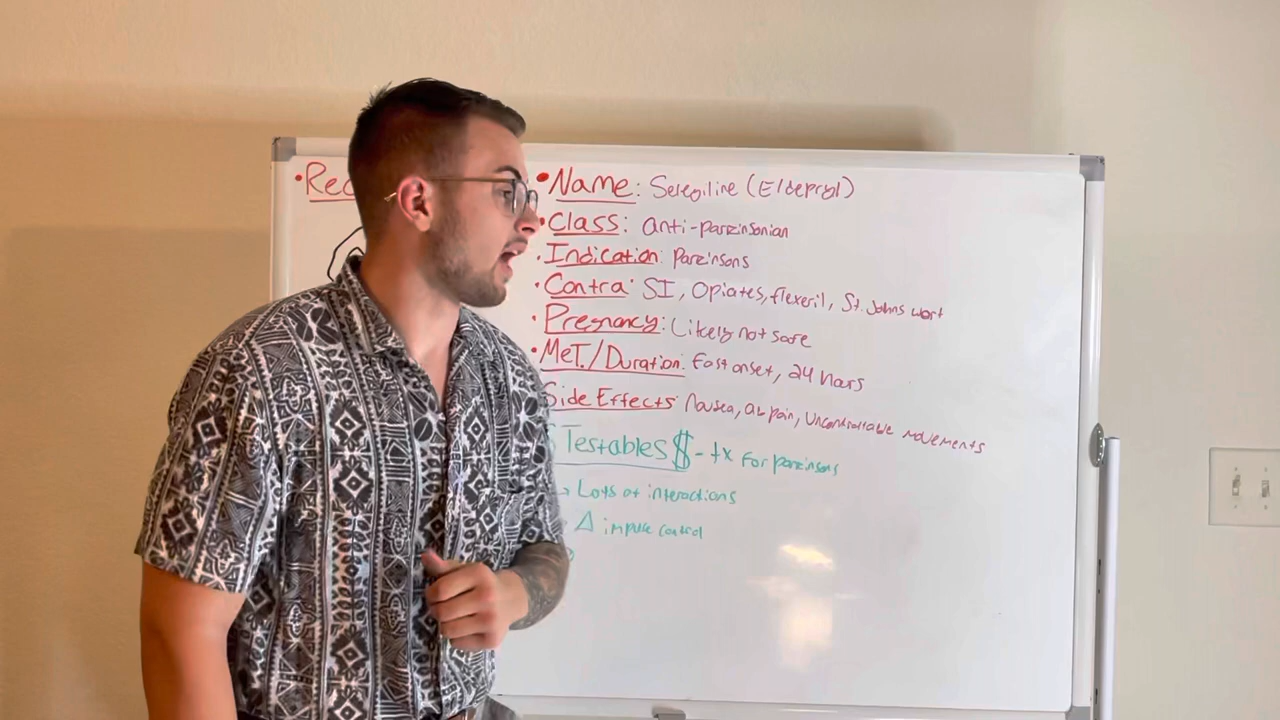 •Rec
•Name: Selegiline (Eldepryl)
•Class: Anti-parkinsonian
•Indication: Parkinsons
•Contra: SI, Opiates, flexeril, St. Johns wort
•Pregnancy: Likely not safe
•MeT./Duration: Fast onset, 24 hours
Side Effects: Nausea, ab pain, Uncontrollable movements
Testables $ - tx for parkinsons
Lots of interactions
Δ impulse control